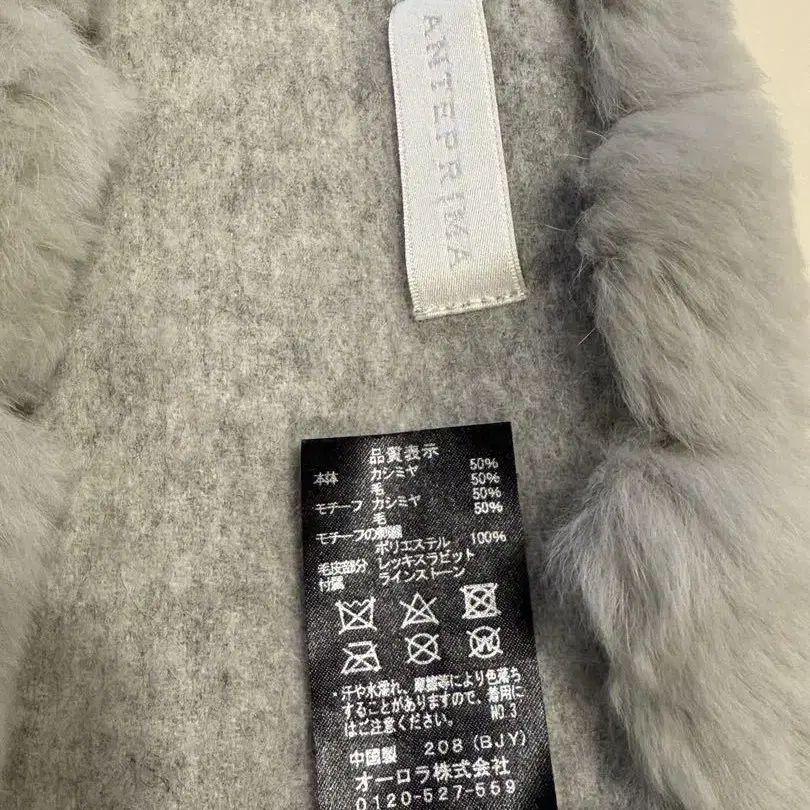 ANTEPRIMA
品質表示
本体 カシミヤ 50%
毛 50%
モチーフ カシミヤ 50%
毛 50%
モチーフの刺繍
ポリエステル 100%
毛皮部分 レッキスラビット
付属 ラインストーン
・汗や水濡れ、摩擦等により色落ち
することがありますので、着用に
はご注意ください。 NO.3
中国製 208 (BJY)
オーロラ株式会社
0120-527-559